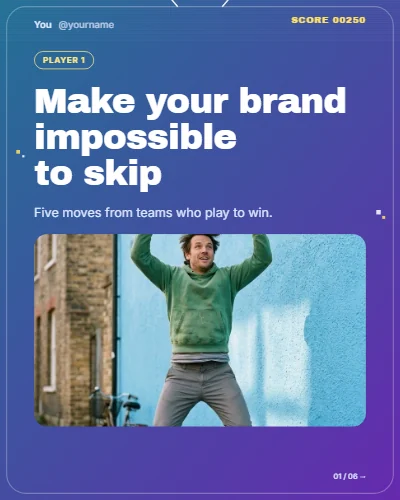 You @yourname
SCORE 00250
PLAYER 1
Make your brand
impossible
to skip
Five moves from teams who play to win.
01 / 06 →